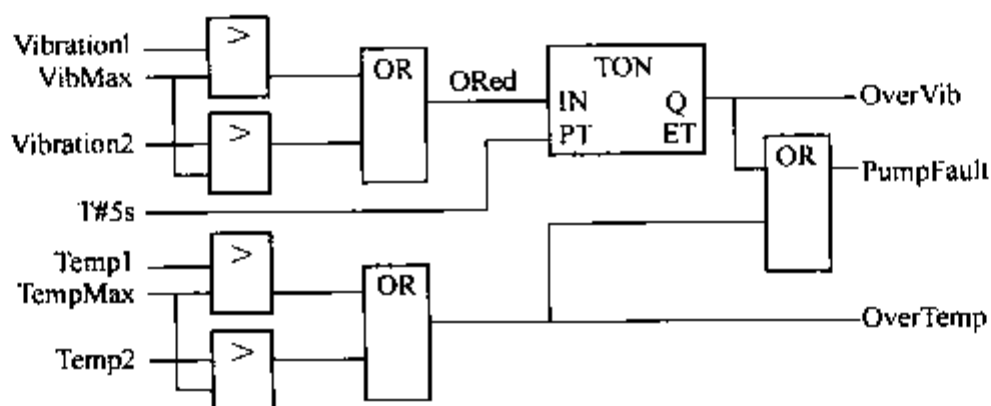 Vibration1
>
VibMax
OR
ORed
TON
IN
Q
OverVib
PT
ET
Vibration2
>
OR
PumpFault
T#5s
Temp1
>
TempMax
OR
OverTemp
Temp2
>